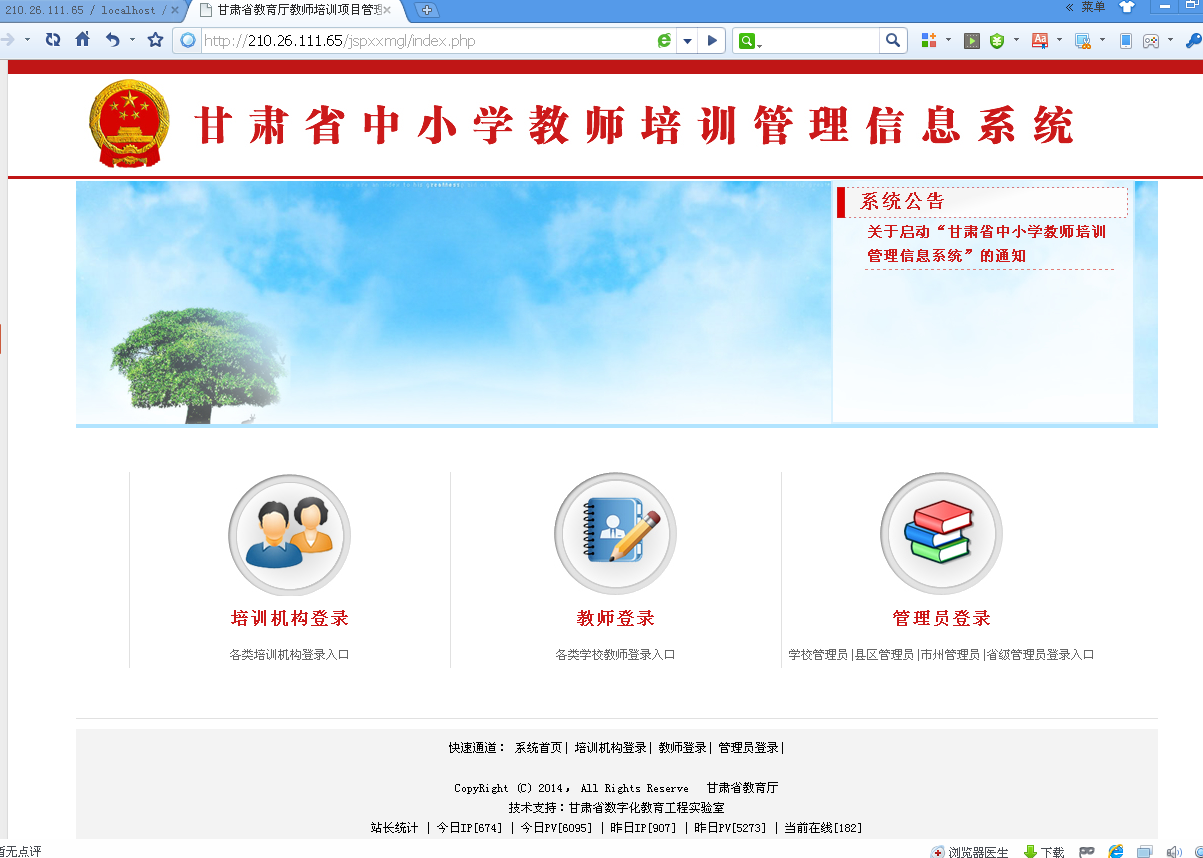 210.26.111.65 / localhost /
甘肃省教育厅教师培训项目管理
菜单
http://210.26.111.65/jspxxmgl/index.php
甘肃省中小学教师培训管理信息系统
系统公告
关于启动“甘肃省中小学教师培训
管理信息系统”的通知
培训机构登录
教师登录
管理员登录
各类培训机构登录入口
各类学校教师登录入口
学校管理员|县区管理员|市州管理员|省级管理员登录入口
快速通道： 系统首页| 培训机构登录| 教师登录| 管理员登录|
CopyRight (C) 2014, All Rights Reserve 甘肃省教育厅
技术支持：甘肃省数字化教育工程实验室
站长统计 | 今日IP[674] | 今日PV[6095] | 昨日IP[907] | 昨日PV[5273] | 当前在线[182]
暂无点评
浏览器医生
下载